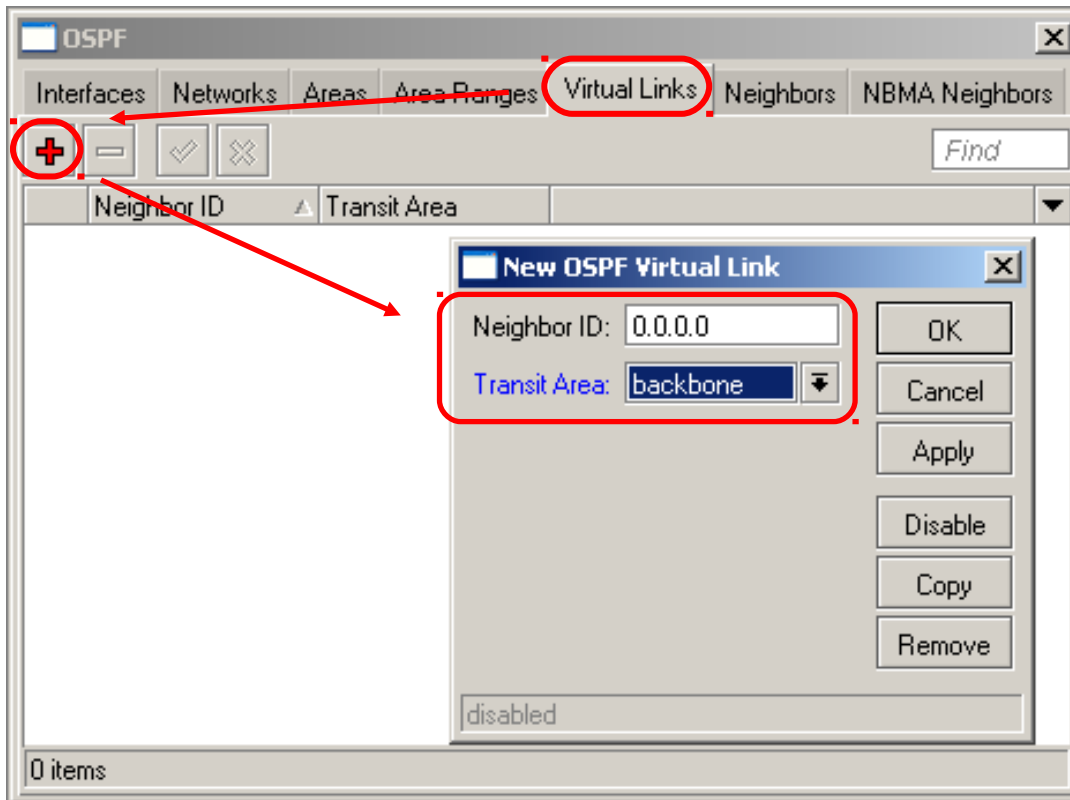 OSPF
Interfaces Networks Areas Area Ranges Virtual Links Neighbors NBMA Neighbors
Find
Neighbor ID Transit Area
New OSPF Virtual Link
Neighbor ID: 0.0.0.0
OK
Transit Area: backbone
Cancel
Apply
Disable
Copy
Remove
disabled
0 items